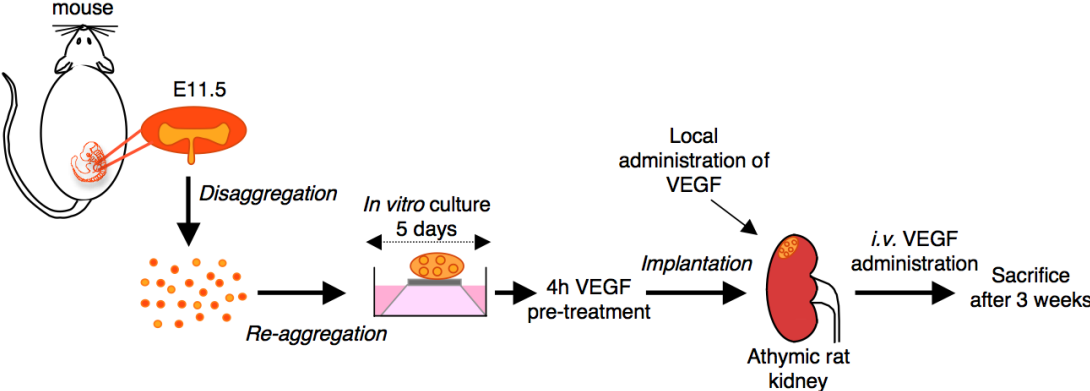 mouse
E11.5
Disaggregation
In vitro culture
5 days
Re-aggregation
4h VEGF
pre-treatment
Implantation
Local
administration of
VEGF
Athymic rat
kidney
i.v. VEGF
administration
Sacrifice
after 3 weeks